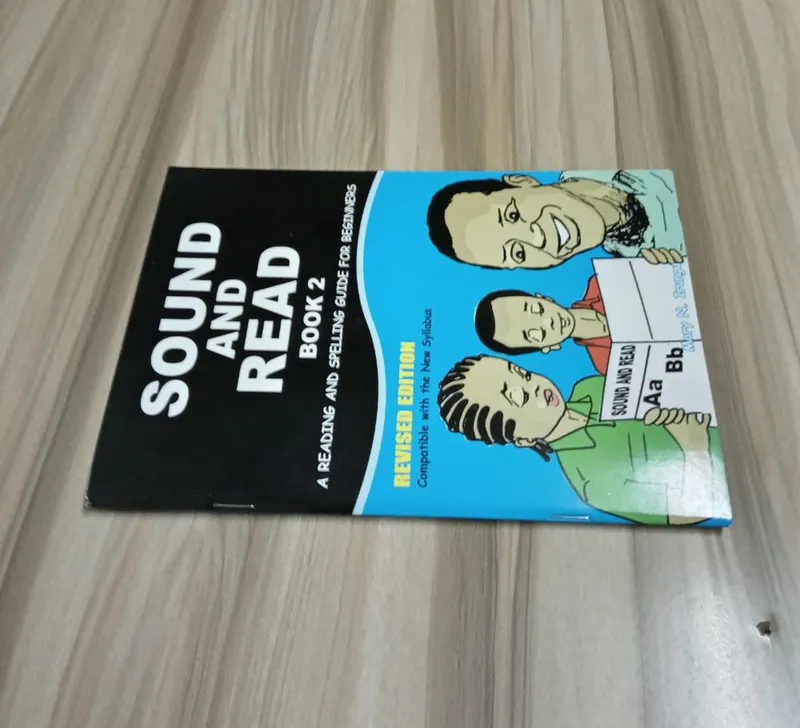 SOUND
AND
READ
BOOK 2
A READING AND SPELLING GUIDE FOR BEGINNERS
REVISED EDITION
Compatible with the New Syllabus
SOUND AND READ
Aa Bb
Mary N.